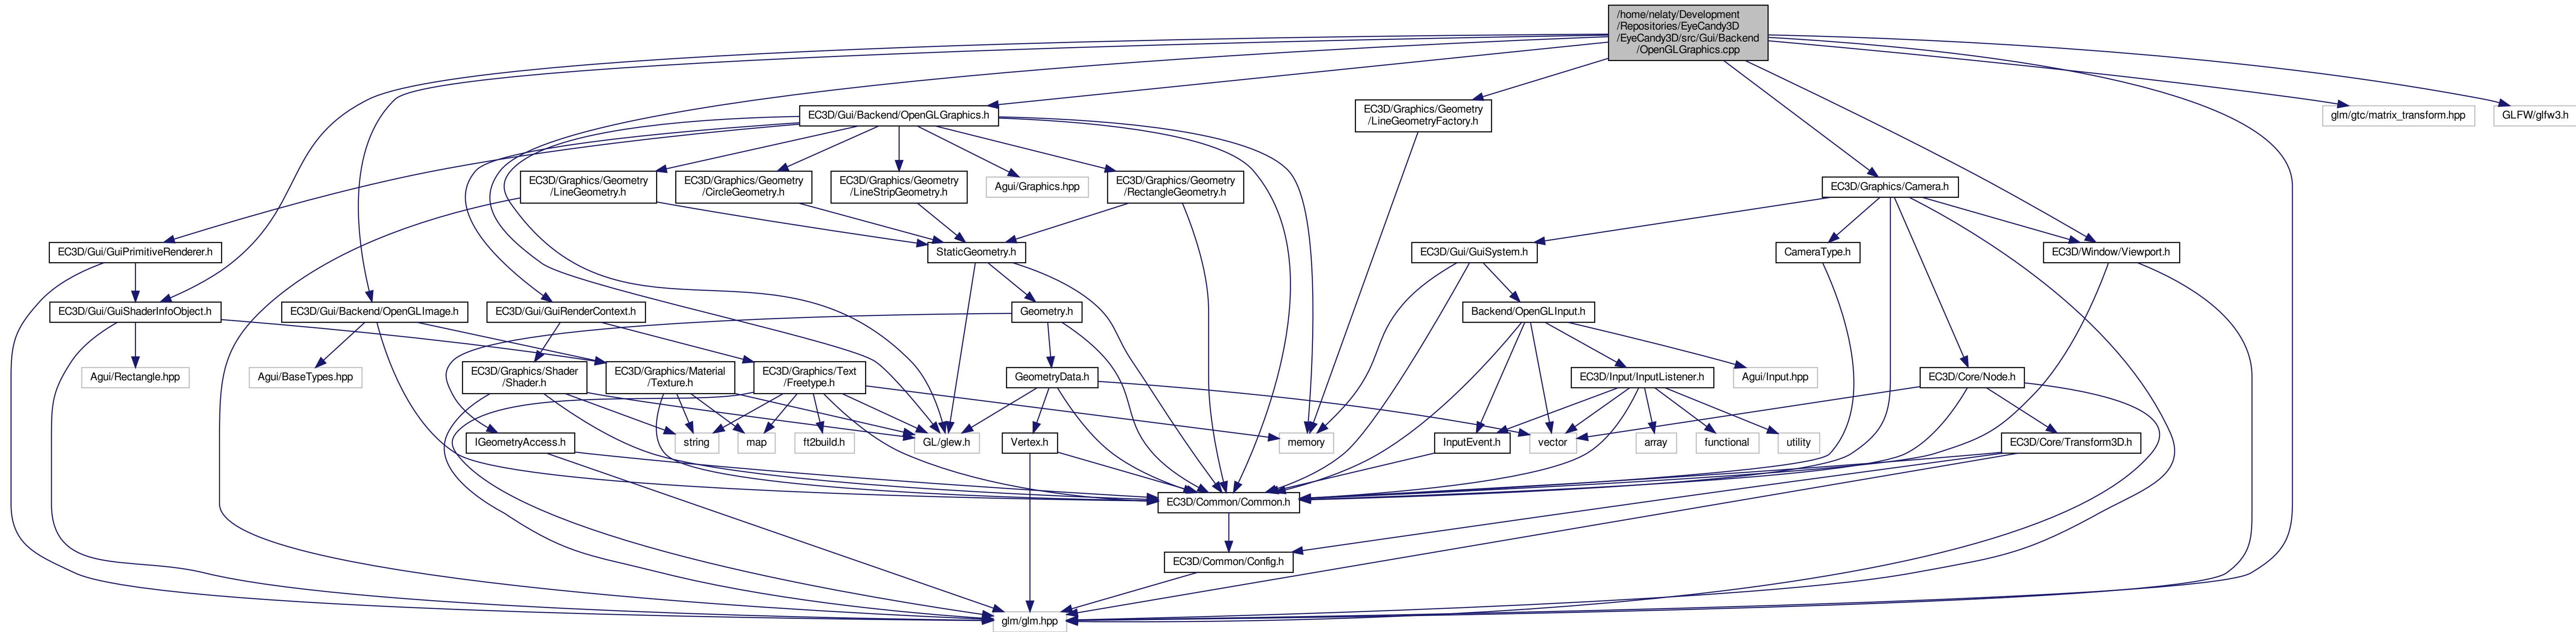 /home/nelaty/Development
/Repositories/EyeCandy3D
/EyeCandy3D/src/Gui/Backend
/OpenGLGraphics.cpp
EC3D/Gui/Backend/OpenGLGraphics.h
EC3D/Graphics/Geometry
/LineGeometryFactory.h
glm/gtc/matrix_transform.hpp
GLFW/glfw3.h
EC3D/Graphics/Geometry
/LineGeometry.h
EC3D/Graphics/Geometry
/CircleGeometry.h
EC3D/Graphics/Geometry
/LineStripGeometry.h
Agui/Graphics.hpp
EC3D/Graphics/Geometry
/RectangleGeometry.h
EC3D/Graphics/Camera.h
EC3D/Gui/GuiPrimitiveRenderer.h
StaticGeometry.h
EC3D/Gui/GuiSystem.h
CameraType.h
EC3D/Window/Viewport.h
EC3D/Gui/GuiShaderInfoObject.h
EC3D/Gui/Backend/OpenGLImage.h
EC3D/Gui/GuiRenderContext.h
Geometry.h
Backend/OpenGLInput.h
Agui/Rectangle.hpp
Agui/BaseTypes.hpp
EC3D/Graphics/Shader
/Shader.h
EC3D/Graphics/Material
/Texture.h
EC3D/Graphics/Text
/Freetype.h
GeometryData.h
EC3D/Input/InputListener.h
Agui/Input.hpp
EC3D/Core/Node.h
IGeometryAccess.h
string
map
ft2build.h
GL/glew.h
Vertex.h
memory
InputEvent.h
vector
array
functional
utility
EC3D/Core/Transform3D.h
EC3D/Common/Common.h
EC3D/Common/Config.h
glm/glm.hpp